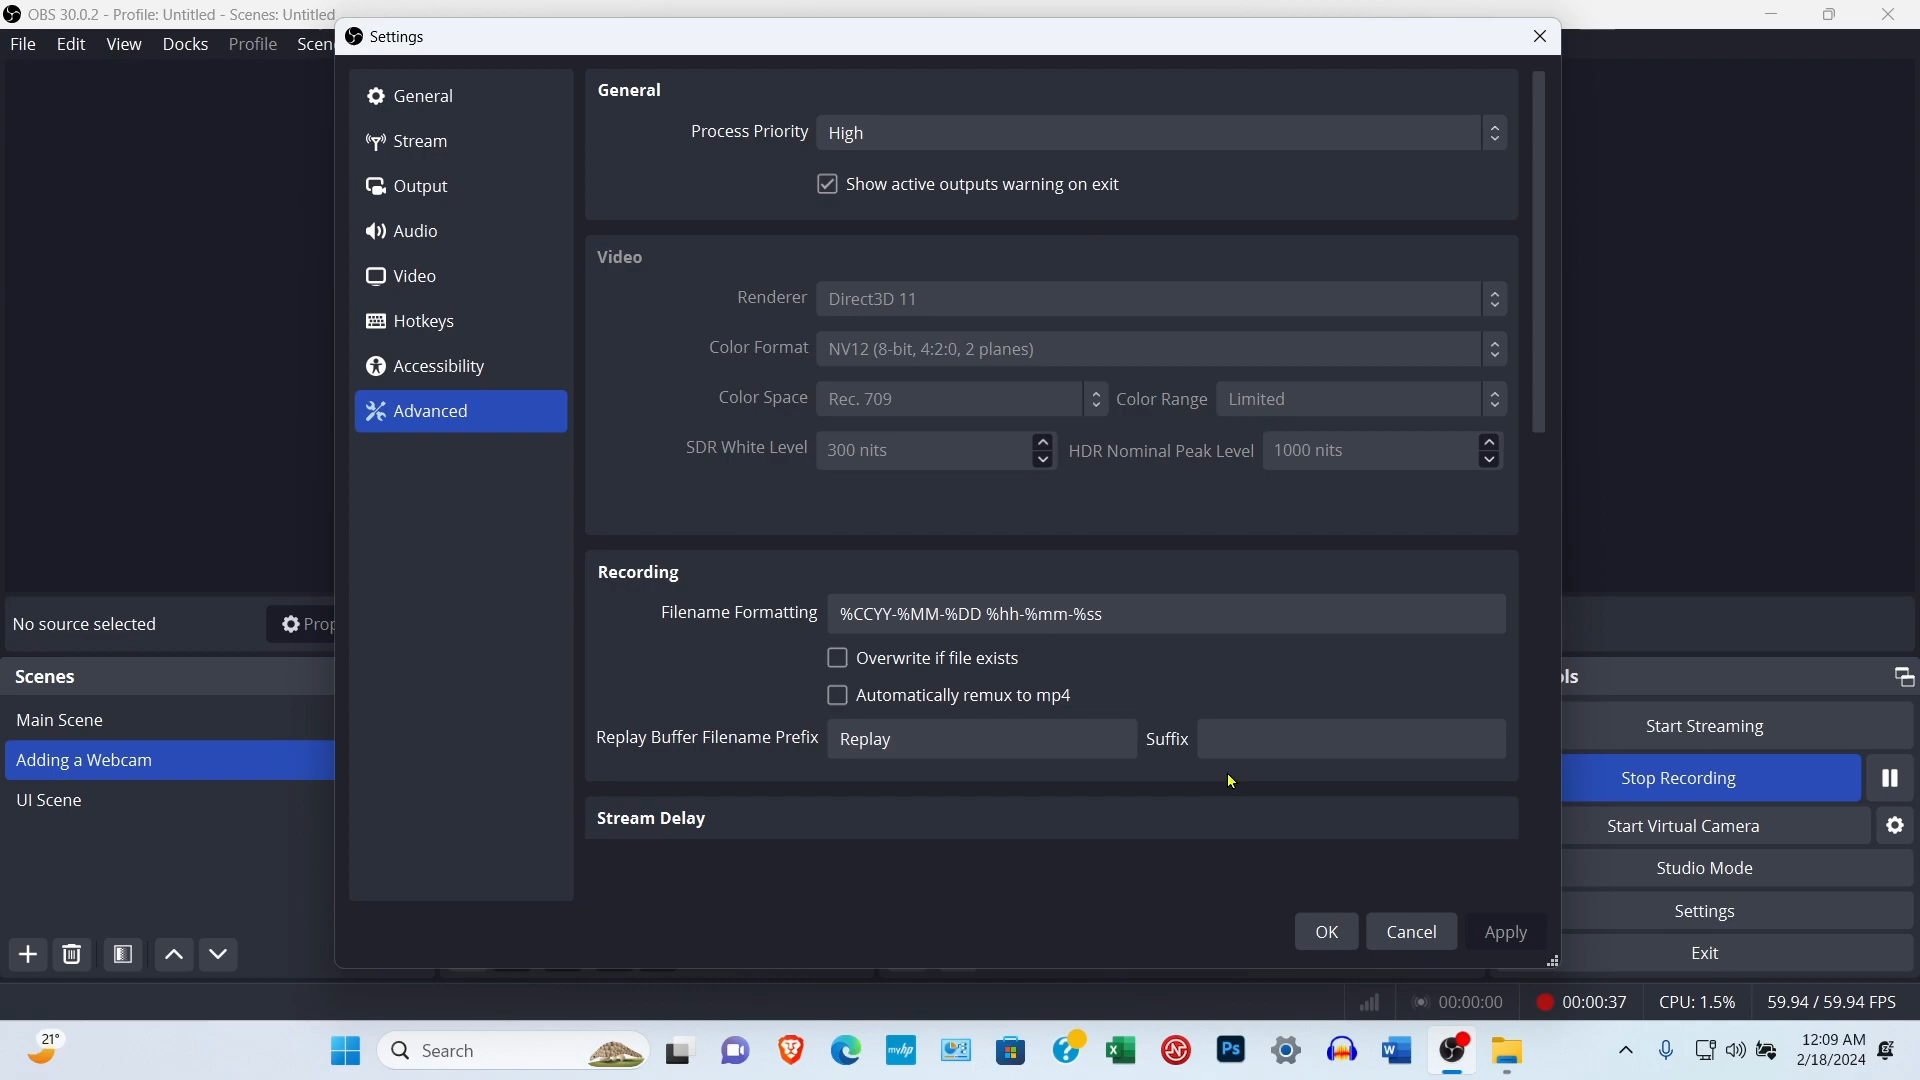 OBS 30.0.2 - Profile: Untitled - Scenes: Untitled
File Edit View Docks Profile Scen
Settings
General
Stream
Output
Audio
Video
Hotkeys
Accessibility
Advanced
General
Process Priority High
Show active outputs warning on exit
Video
Renderer Direct3D 11
Color Format NV12 (8-bit, 4:2:0, 2 planes)
Color Space Rec. 709 Color Range Limited
SDR White Level 300 nits HDR Nominal Peak Level 1000 nits
Recording
Filename Formatting %CCYY-%MM-%DD %hh-%mm-%ss
Overwrite if file exists
Automatically remux to mp4
Replay Buffer Filename Prefix Replay Suffix
Stream Delay
OK Cancel Apply
No source selected Prop
Scenes
Main Scene
Adding a Webcam
UI Scene
ls
Start Streaming
Stop Recording
Start Virtual Camera
Studio Mode
Settings
Exit
00:00:00 00:00:37 CPU: 1.5% 59.94 / 59.94 FPS
21°
Search
myhp
Ps
12:09 AM
2/18/2024